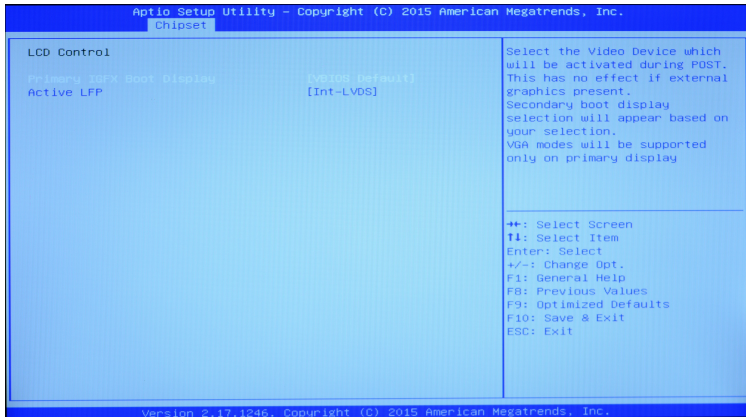 Aptio Setup Utility – Copyright (C) 2015 American Megatrends, Inc.
Chipset
LCD Control
Primary IGFX Boot Display [VBIOS Default]
Active LFP [Int-LVDS]
Select the Video Device which
will be activated during POST.
This has no effect if external
graphics present.
Secondary boot display
selection will appear based on
your selection.
VGA modes will be supported
only on primary display
→←: Select Screen
↑↓: Select Item
Enter: Select
+/-: Change Opt.
F1: General Help
F8: Previous Values
F9: Optimized Defaults
F10: Save & Exit
ESC: Exit
Version 2.17.1246. Copyright (C) 2015 American Megatrends, Inc.